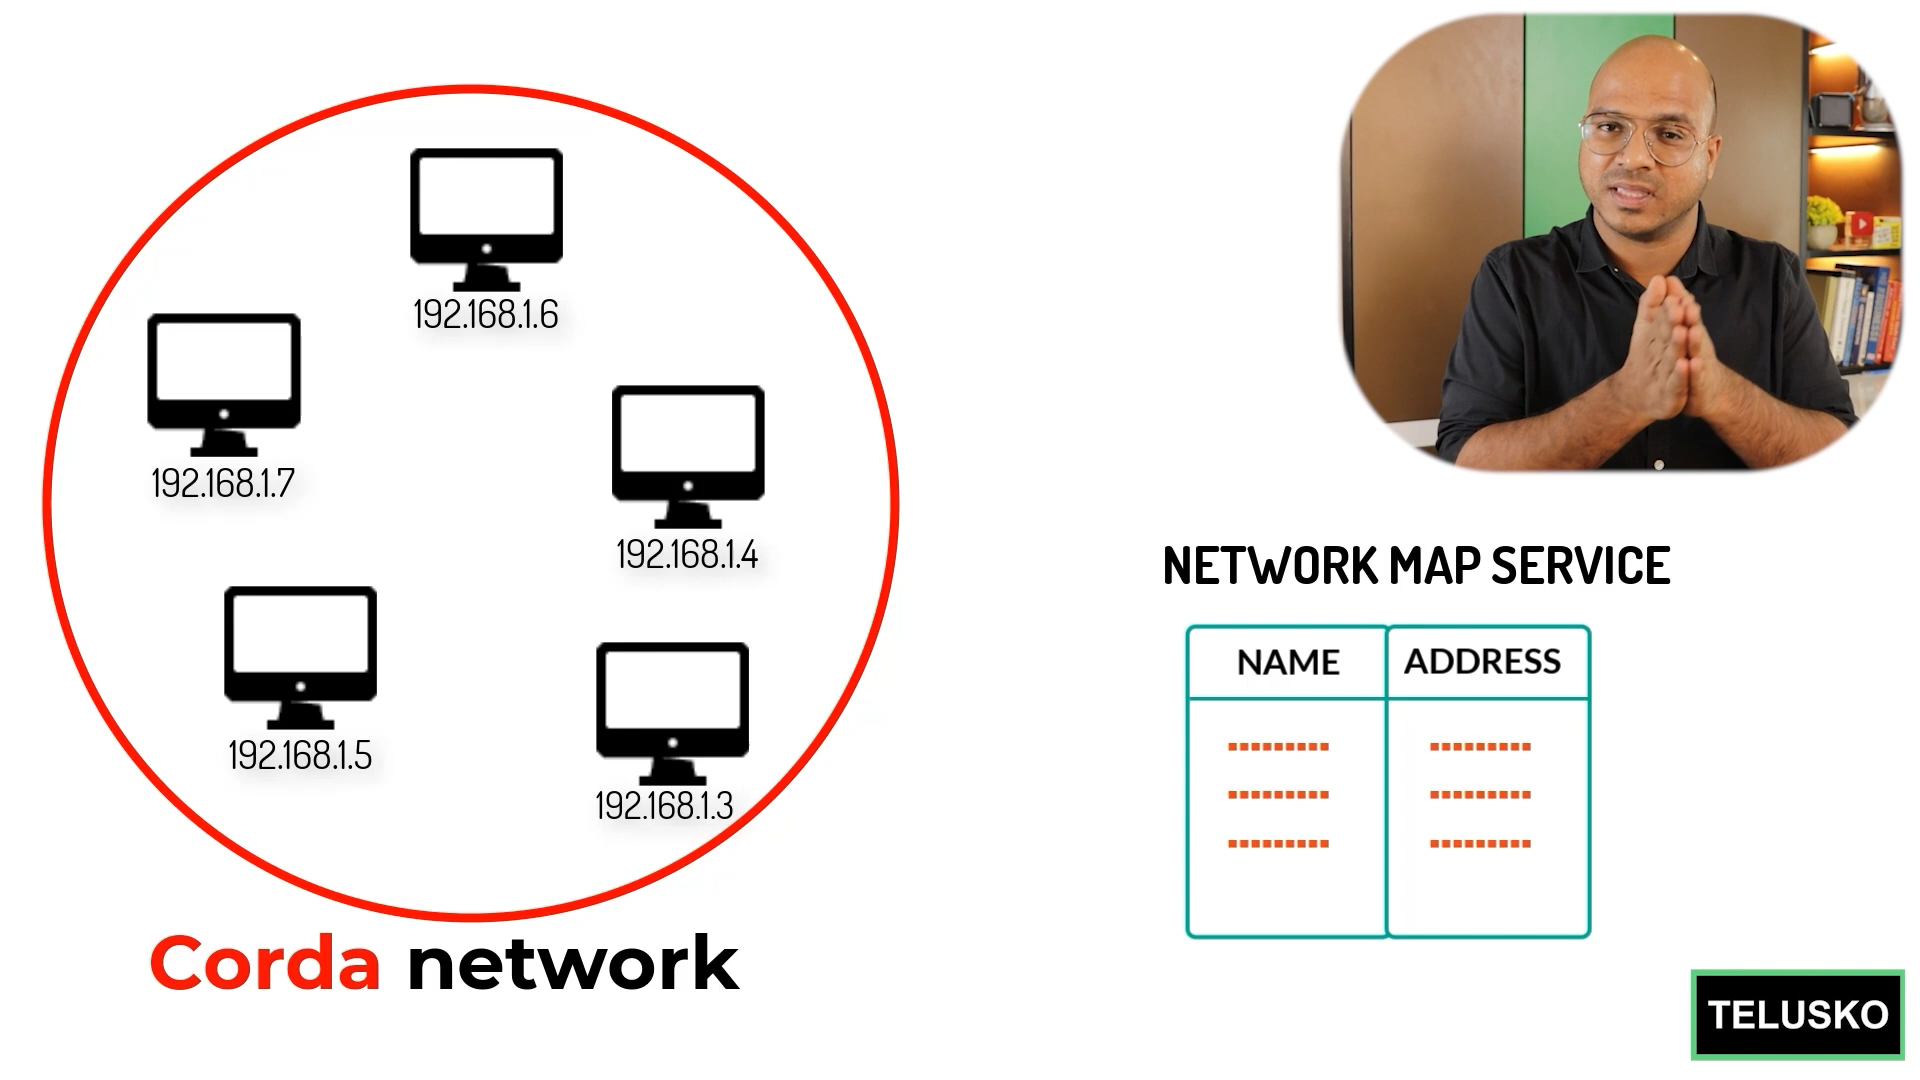 192.168.1.6
192.168.1.7
192.168.1.4
192.168.1.5
192.168.1.3
Corda network
NETWORK MAP SERVICE
NAME ADDRESS
TELUSKO